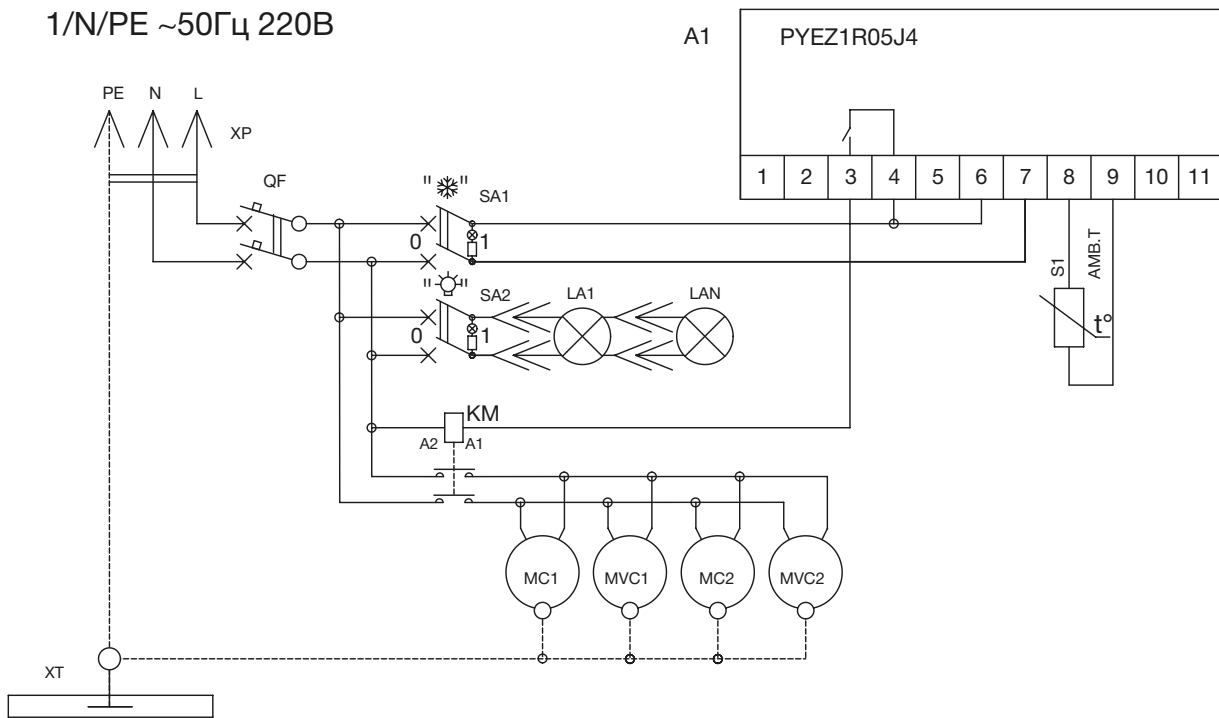 1/N/PE ~50Гц 220В
A1 PYEZ1R05J4
PE N L
XP
1 2 3 4 5 6 7 8 9 10 11
QF
" " SA1
0 1
S1
AMB.T
t°
" " SA2 LA1 LAN
0 1
KM
A2 A1
MC1 MVC1 MC2 MVC2
XT